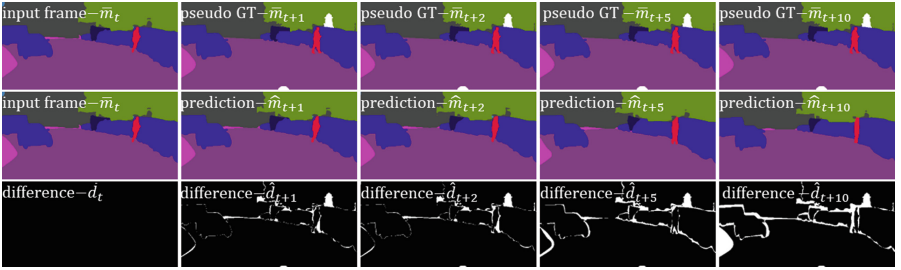 input frame–m̅ₜ
pseudo GT–m̅ₜ₊₁
pseudo GT–m̅ₜ₊₂
pseudo GT–m̅ₜ₊₅
pseudo GT–m̅ₜ₊₁₀
input frame–m̅ₜ
prediction–m̂ₜ₊₁
prediction–m̂ₜ₊₂
prediction–m̂ₜ₊₅
prediction–m̂ₜ₊₁₀
difference–ḋₜ
difference–d̂ₜ₊₁
difference–d̂ₜ₊₂
difference–d̂ₜ₊₅
difference–d̂ₜ₊₁₀